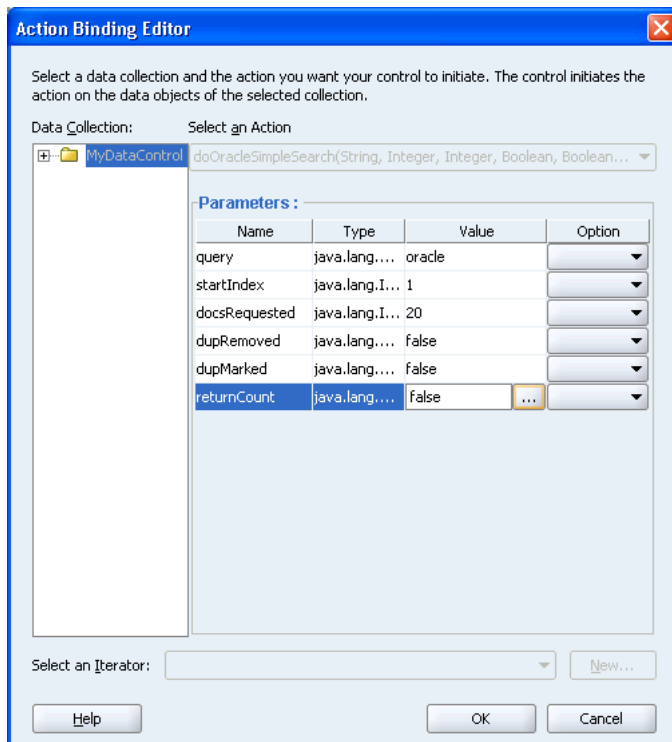 Action Binding Editor
Select a data collection and the action you want your control to initiate. The control initiates the
action on the data objects of the selected collection.
Data Collection: Select an Action
MyDataControl doOracleSimpleSearch(String, Integer, Integer, Boolean, Boolean...
Parameters :
Name Type Value Option
query java.lang.... oracle
startIndex java.lang.I... 1
docsRequested java.lang.I... 20
dupRemoved java.lang.... false
dupMarked java.lang.... false
returnCount java.lang.... false ...
Select an Iterator: New...
Help OK Cancel